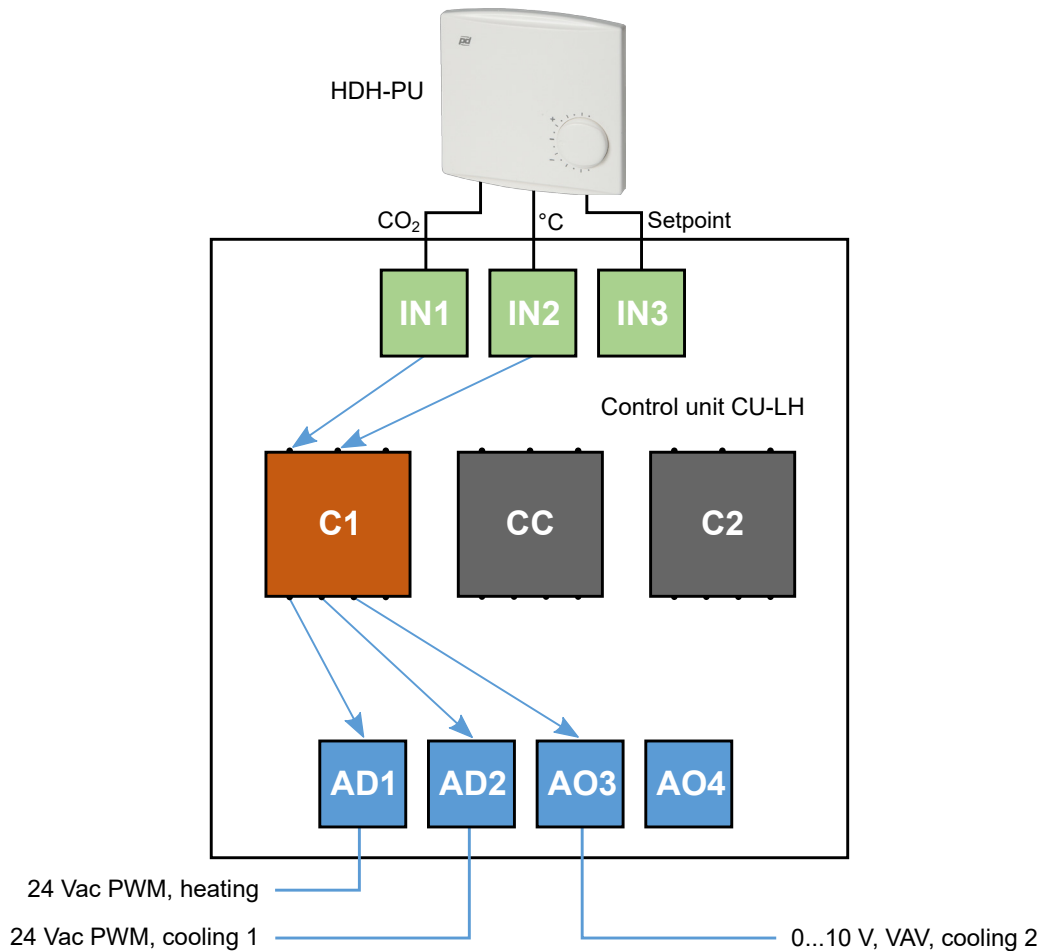 pd
HDH-PU
+
−
−
CO₂
°C
Setpoint
IN1
IN2
IN3
Control unit CU-LH
C1
CC
C2
AD1
AD2
AO3
AO4
24 Vac PWM, heating
24 Vac PWM, cooling 1
0...10 V, VAV, cooling 2